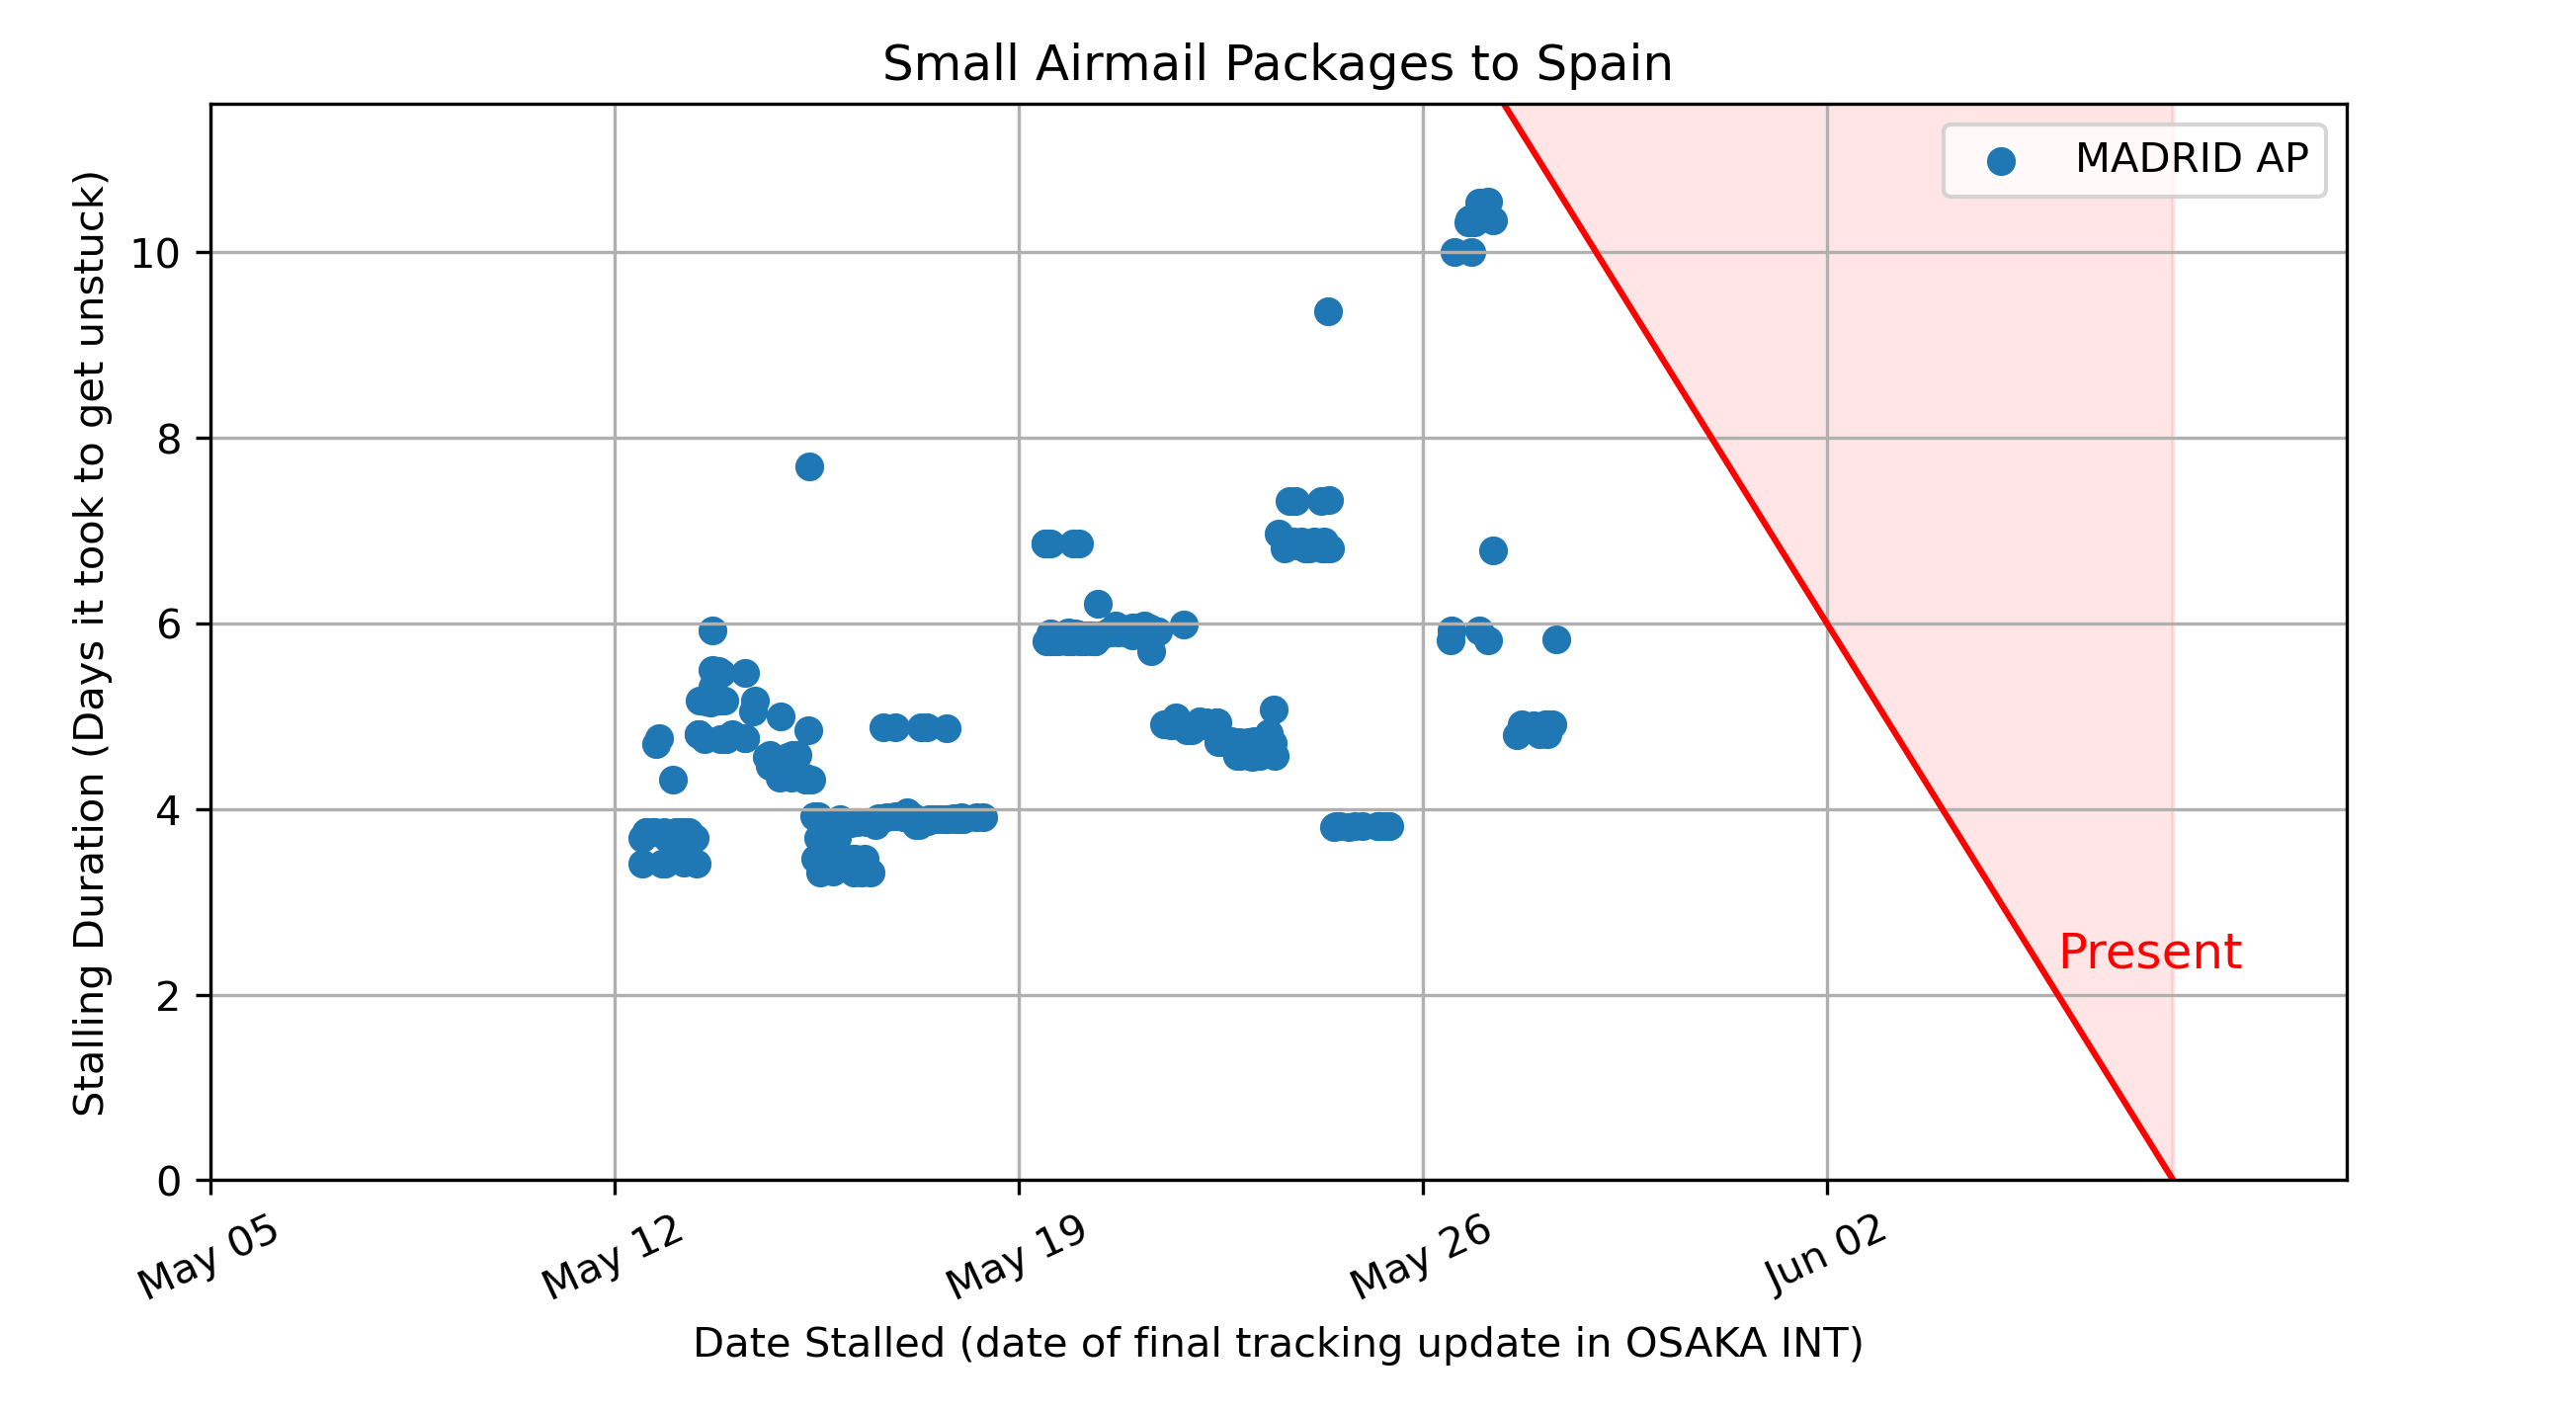 Small Airmail Packages to Spain
MADRID AP
Stalling Duration (Days it took to get unstuck)
10
8
6
4
2
0
Present
May 05
May 12
May 19
May 26
Jun 02
Date Stalled (date of final tracking update in OSAKA INT)